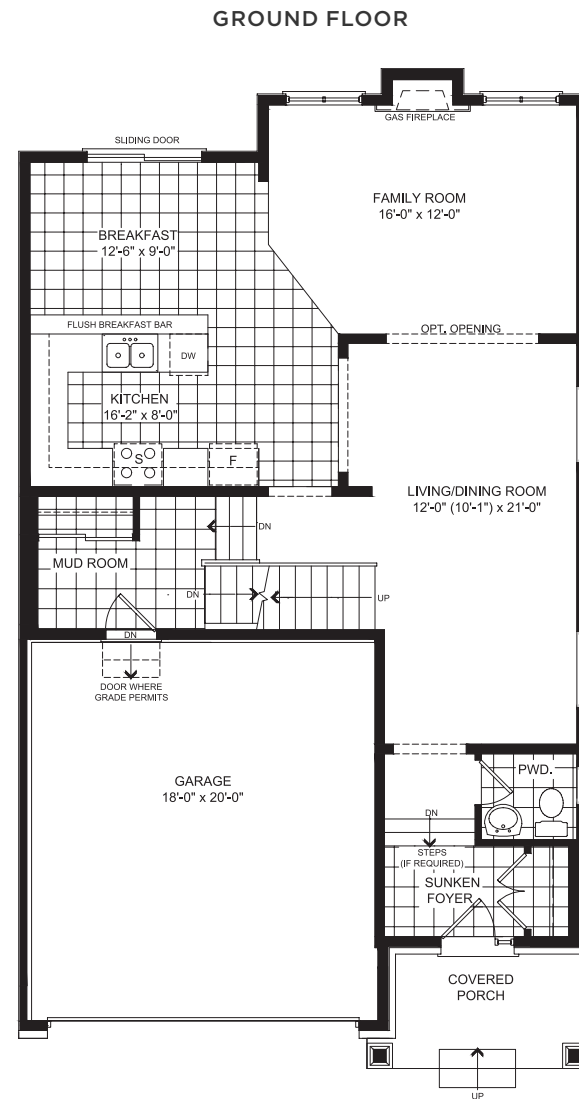 GROUND FLOOR
GAS FIREPLACE
SLIDING DOOR
FAMILY ROOM
16'-0" x 12'-0"
BREAKFAST
12'-6" x 9'-0"
FLUSH BREAKFAST BAR
OPT. OPENING
DW
KITCHEN
16'-2" x 8'-0"
S
F
LIVING/DINING ROOM
12'-0" (10'-1") x 21'-0"
DN
MUD ROOM
DN
UP
DN
DOOR WHERE
GRADE PERMITS
GARAGE
18'-0" x 20'-0"
PWD.
DN
STEPS
(IF REQUIRED)
SUNKEN
FOYER
COVERED
PORCH
UP